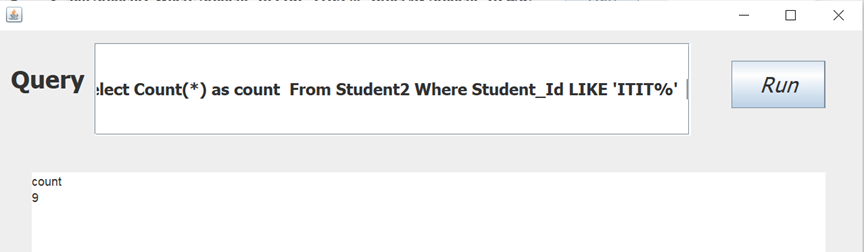 Query
elect Count(*) as count From Student2 Where Student_Id LIKE 'ITIT%'
Run
count
9